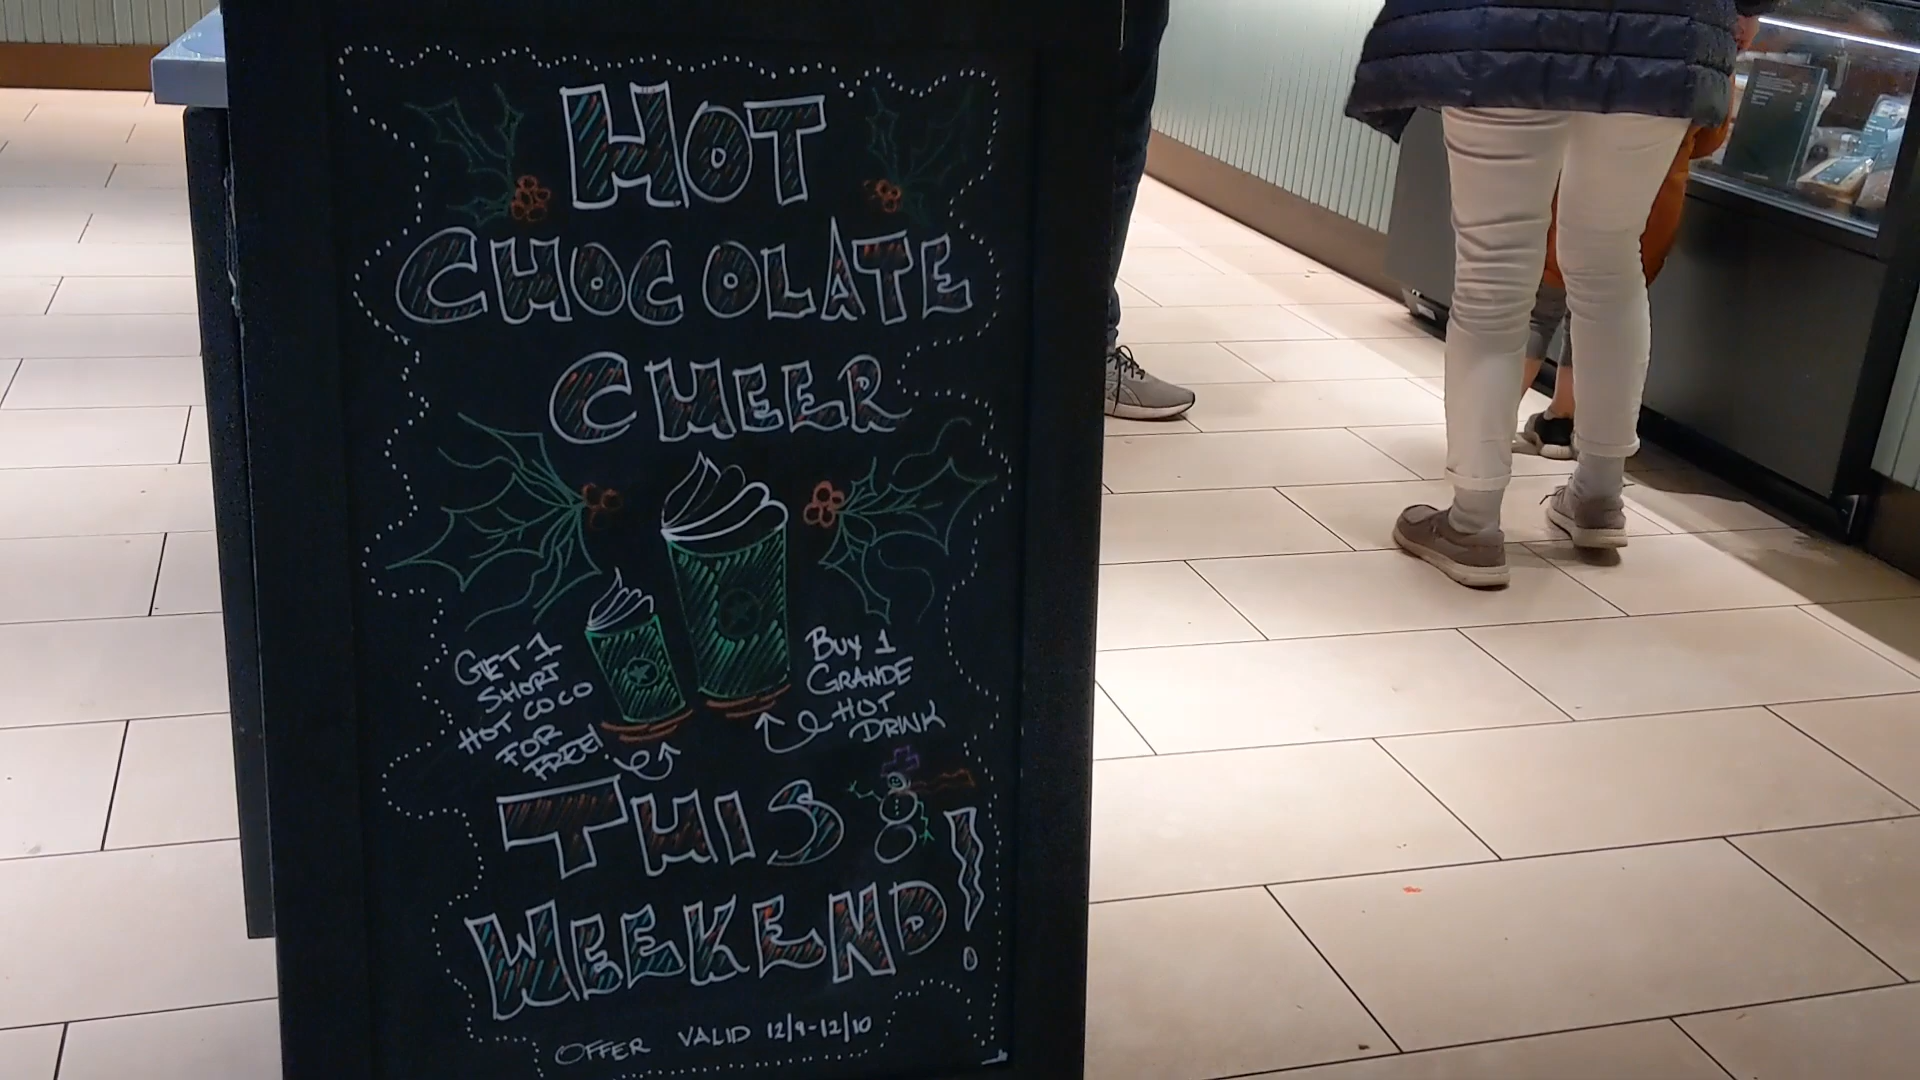 HOT
CHOCOLATE
CHEER
GET 1
SHORT
HOT COCO
FOR
FREE!
BUY 1
GRANDE
HOT
DRINK
THIS
WEEKEND!
OFFER VALID 12/9-12/10